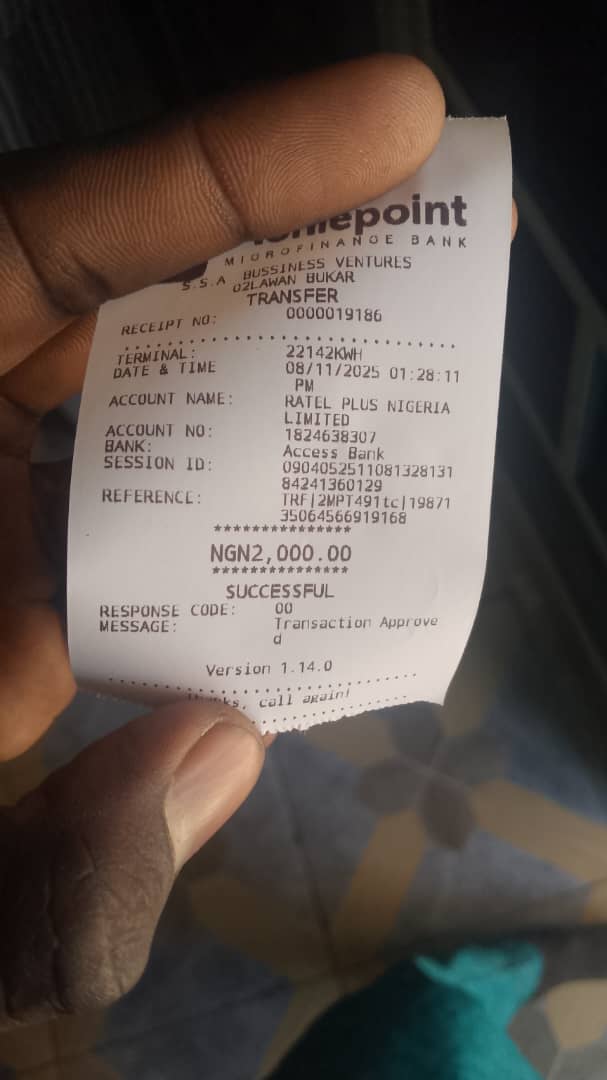 epoint
MICROFINANCE BANK
S.S.A BUSSINESS VENTURES
02LAWAN BUKAR
TRANSFER
RECEIPT NO: 0000019186
TERMINAL: 22142KWH
DATE & TIME 08/11/2025 01:28:11
PM
ACCOUNT NAME: RATEL PLUS NIGERIA
LIMITED
ACCOUNT NO: 1824638307
BANK: Access Bank
SESSION ID: 0904052511081328131
84241360129
REFERENCE: TRF|2MPT491tc|19871
35064566919168
***************
NGN2,000.00
***************
SUCCESSFUL
RESPONSE CODE: 00
MESSAGE: Transaction Approve
d
Version 1.14.0
call again!